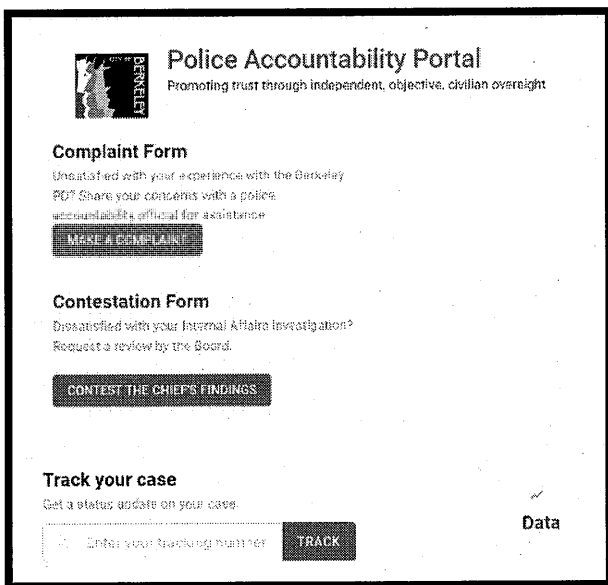 CITY OF
BERKELEY
Police Accountability Portal
Promoting trust through independent, objective, civilian oversight
Complaint Form
Unsatisfied with your experience with the Berkeley
PD? Share your concerns with a police
accountability official for assistance
MAKE A COMPLAINT
Contestation Form
Dissatisfied with your Internal Affairs investigation?
Request a review by the Board.
CONTEST THE CHIEF'S FINDINGS
Track your case
Get a status update on your case
Enter your tracking number
TRACK
Data